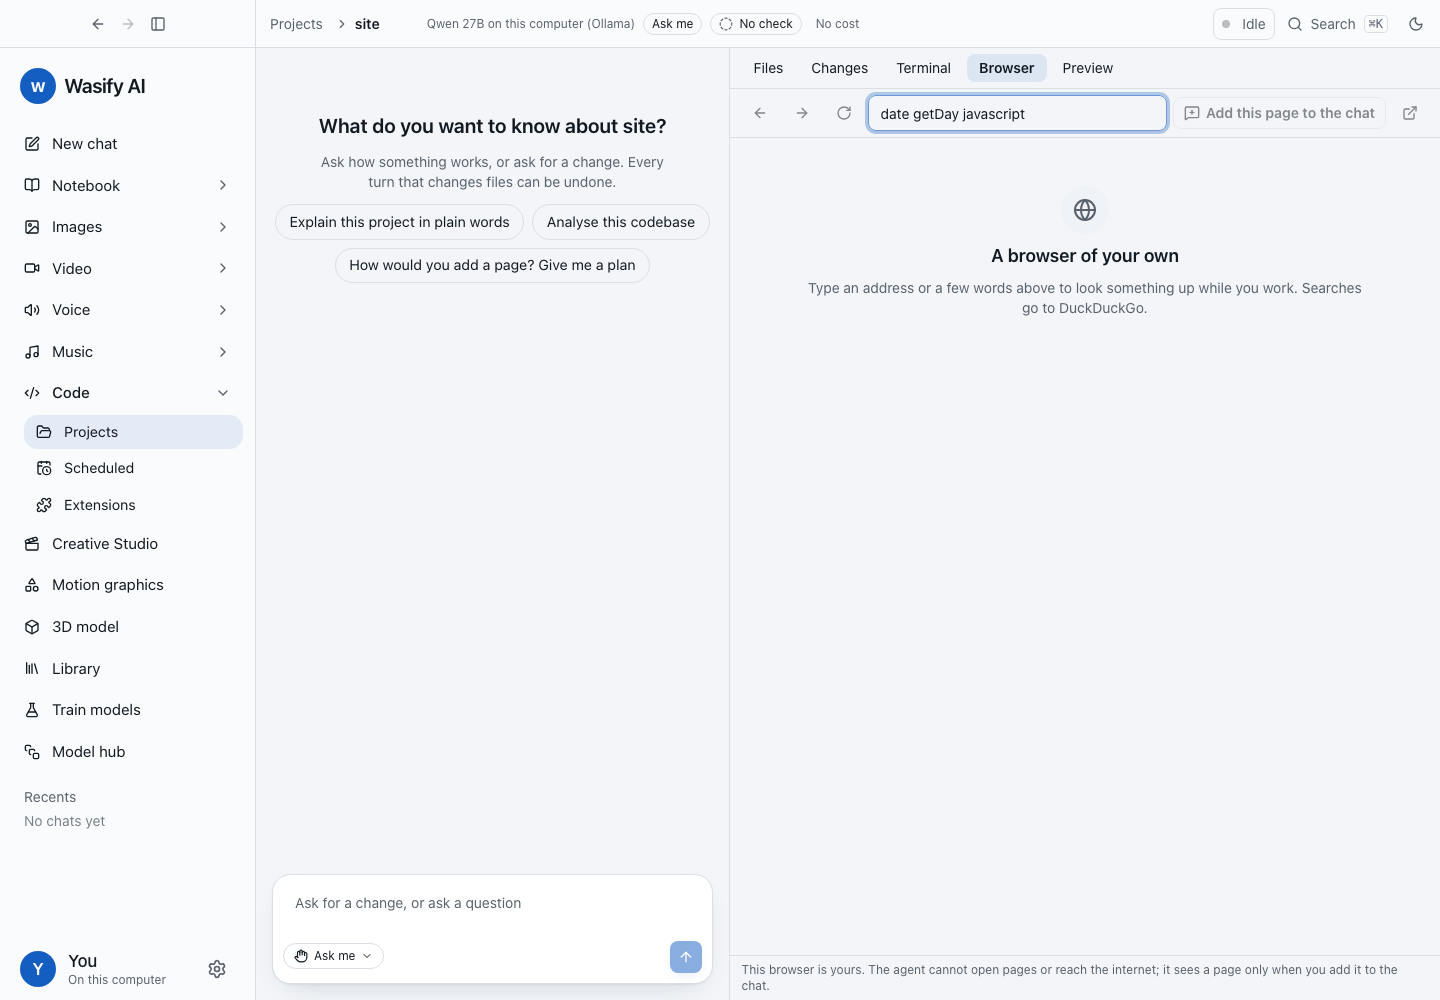 Projects > site
Qwen 27B on this computer (Ollama)
Ask me
No check
No cost
Idle
Search
⌘K
W
Wasify AI
New chat
Notebook
Images
Video
Voice
Music
Code
Projects
Scheduled
Extensions
Creative Studio
Motion graphics
3D model
Library
Train models
Model hub
Recents
No chats yet
Y
You
On this computer
What do you want to know about site?
Ask how something works, or ask for a change. Every
turn that changes files can be undone.
Explain this project in plain words
Analyse this codebase
How would you add a page? Give me a plan
Ask for a change, or ask a question
Ask me
Files
Changes
Terminal
Browser
Preview
date getDay javascript
Add this page to the chat
A browser of your own
Type an address or a few words above to look something up while you work. Searches
go to DuckDuckGo.
This browser is yours. The agent cannot open pages or reach the internet; it sees a page only when you add it to the
chat.